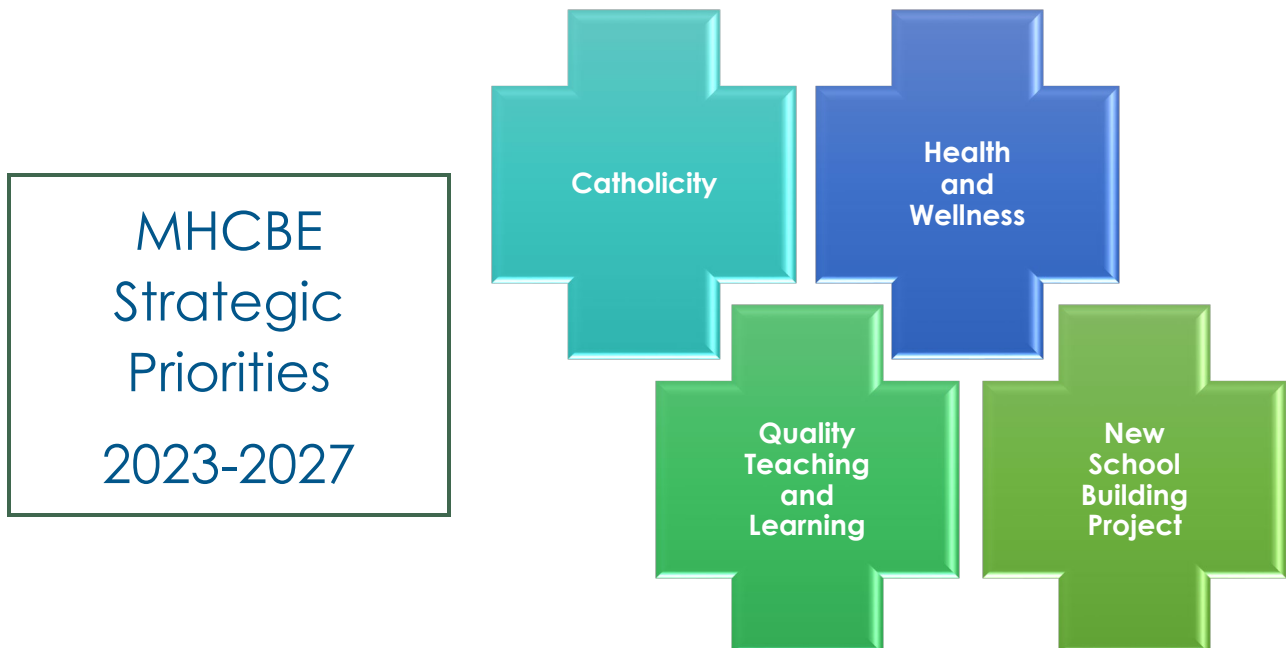 MHCBE
Strategic
Priorities
2023-2027
Catholicity
Health
and
Wellness
Quality
Teaching
and
Learning
New
School
Building
Project